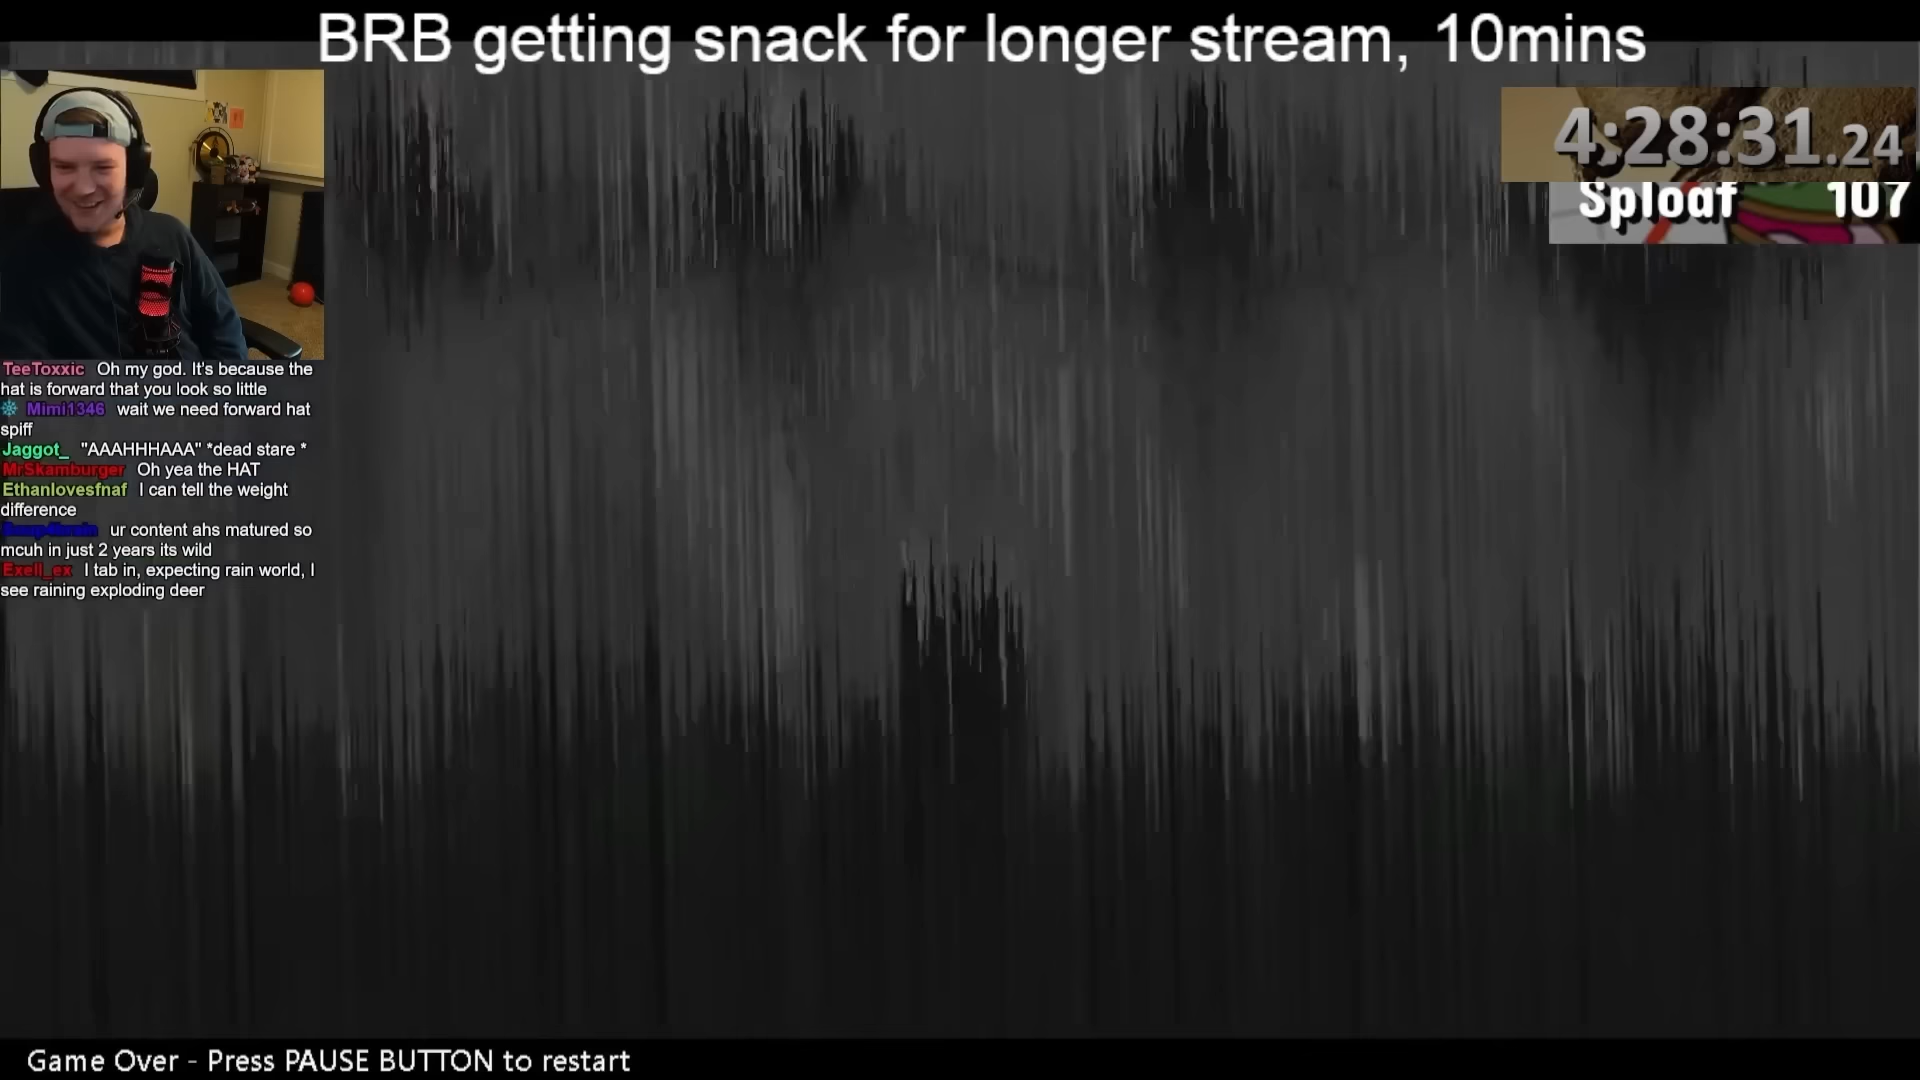 BRB getting snack for longer stream, 10mins
4:28:31.24
Sploaf 107
TeeToxxic Oh my god. It's because the
hat is forward that you look so little
Mimi1346 wait we need forward hat
spiff
Jaggot_ "AAAHHHAAA" *dead stare *
MrSkamburger Oh yea the HAT
Ethanlovesfnaf I can tell the weight
difference
ur content ahs matured so
mcuh in just 2 years its wild
Exell_ex I tab in, expecting rain world, I
see raining exploding deer
Game Over - Press PAUSE BUTTON to restart